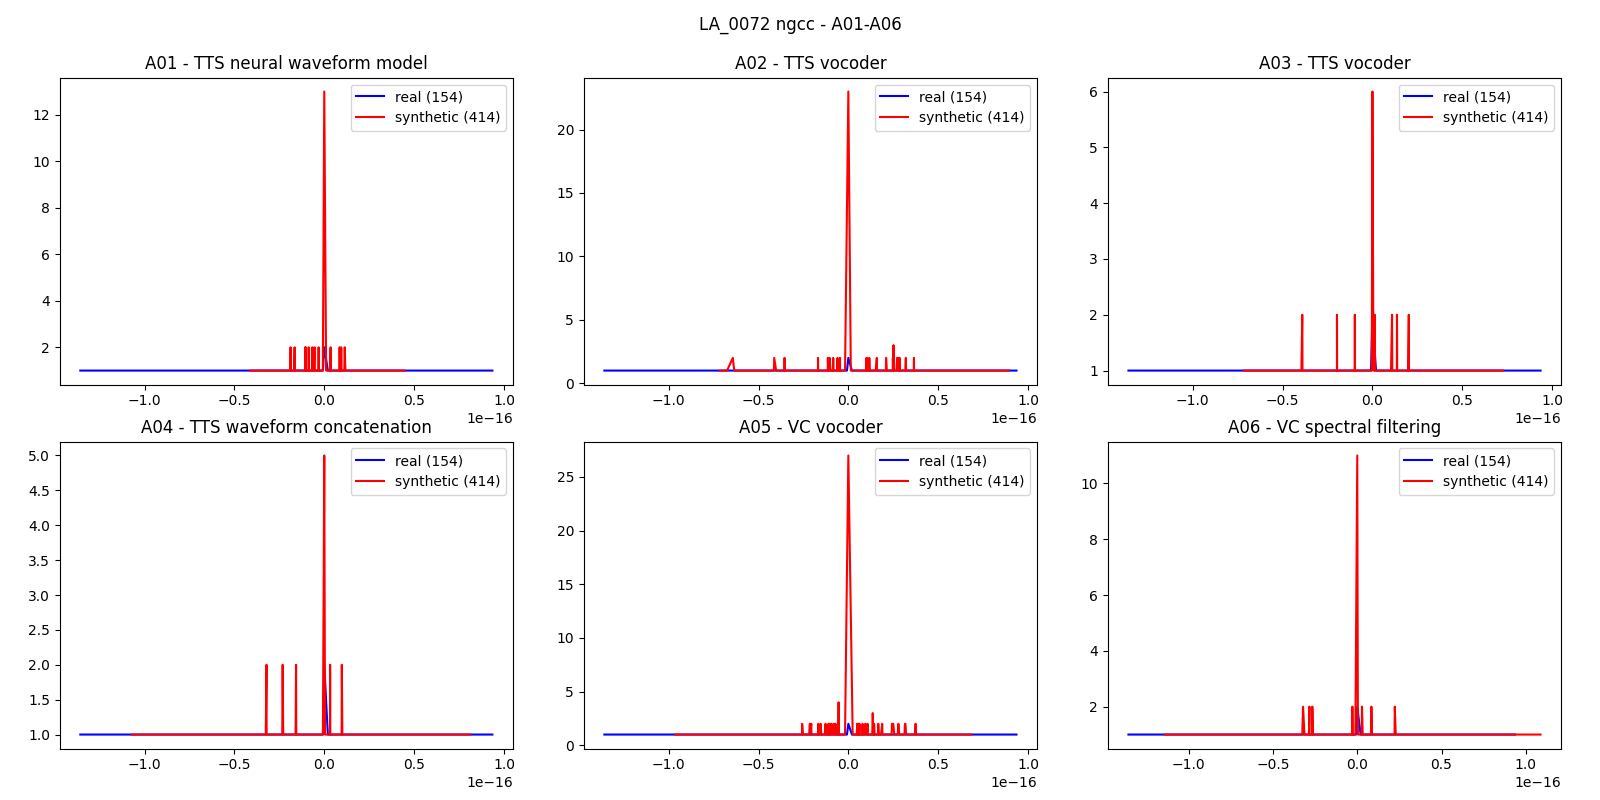 LA_0072 ngcc - A01-A06
A01 - TTS neural waveform model
A02 - TTS vocoder
A03 - TTS vocoder
real (154)
synthetic (414)
real (154)
synthetic (414)
real (154)
synthetic (414)
12
10
8
6
4
2
20
15
10
5
0
6
5
4
3
2
1
−1.0 −0.5 0.0 0.5 1.0
1e−16
−1.0 −0.5 0.0 0.5 1.0
1e−16
−1.0 −0.5 0.0 0.5 1.0
1e−16
A04 - TTS waveform concatenation
A05 - VC vocoder
A06 - VC spectral filtering
real (154)
synthetic (414)
real (154)
synthetic (414)
real (154)
synthetic (414)
5.0
4.5
4.0
3.5
3.0
2.5
2.0
1.5
1.0
25
20
15
10
5
0
10
8
6
4
2
−1.0 −0.5 0.0 0.5 1.0
1e−16
−1.0 −0.5 0.0 0.5 1.0
1e−16
−1.0 −0.5 0.0 0.5 1.0
1e−16